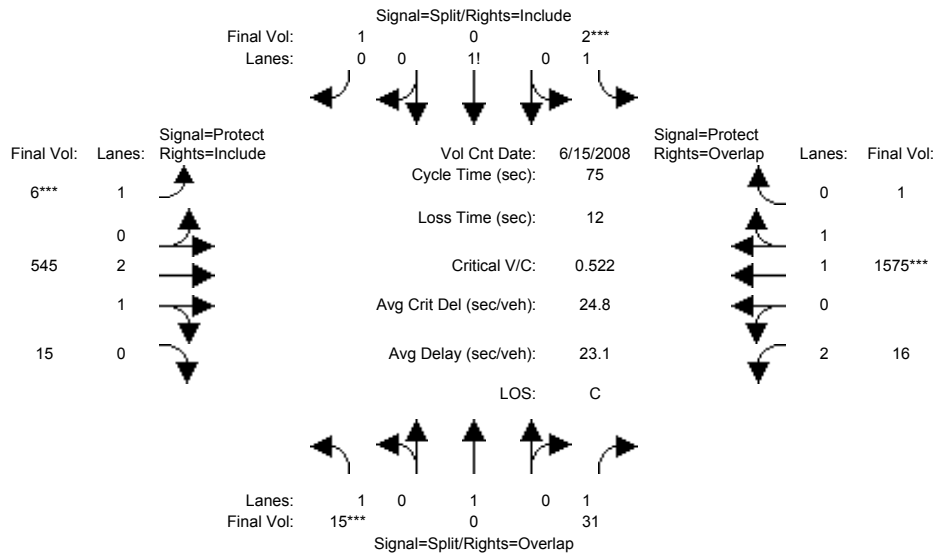 Signal=Split/Rights=Include
Final Vol: 1 0 2***
Lanes: 0 0 1! 0 1
Signal=Protect Signal=Protect
Final Vol: Lanes: Rights=Include Vol Cnt Date: 6/15/2008 Rights=Overlap Lanes: Final Vol:
Cycle Time (sec): 75
6*** 1 0 1
Loss Time (sec): 12
0 1
545 2 Critical V/C: 0.522 1 1575***
1 Avg Crit Del (sec/veh): 24.8 0
15 0 Avg Delay (sec/veh): 23.1 2 16
LOS: C
Lanes: 1 0 1 0 1
Final Vol: 15*** 0 31
Signal=Split/Rights=Overlap